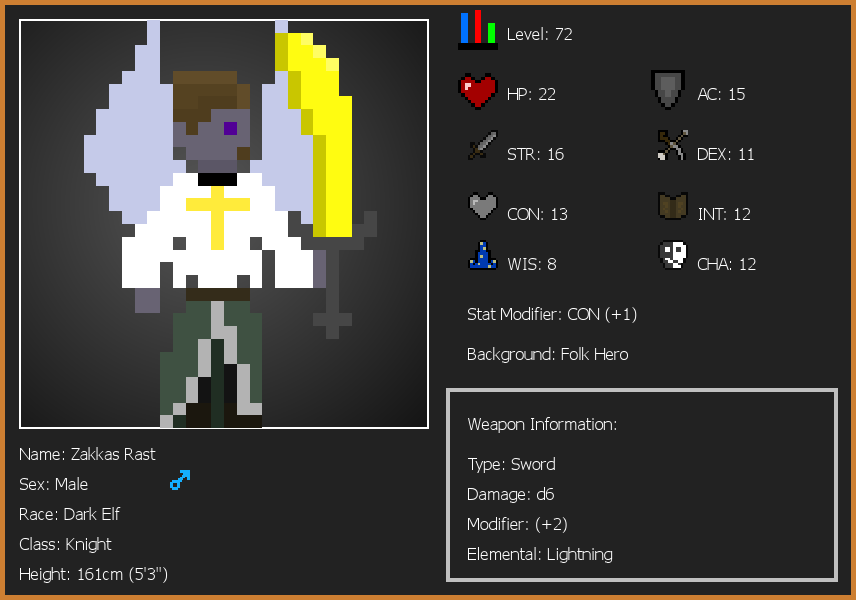 Level: 72
HP: 22
AC: 15
STR: 16
DEX: 11
CON: 13
INT: 12
WIS: 8
CHA: 12
Stat Modifier: CON (+1)
Background: Folk Hero
Weapon Information:
Type: Sword
Damage: d6
Modifier: (+2)
Elemental: Lightning
Name: Zakkas Rast
Sex: Male
Race: Dark Elf
Class: Knight
Height: 161cm (5'3")